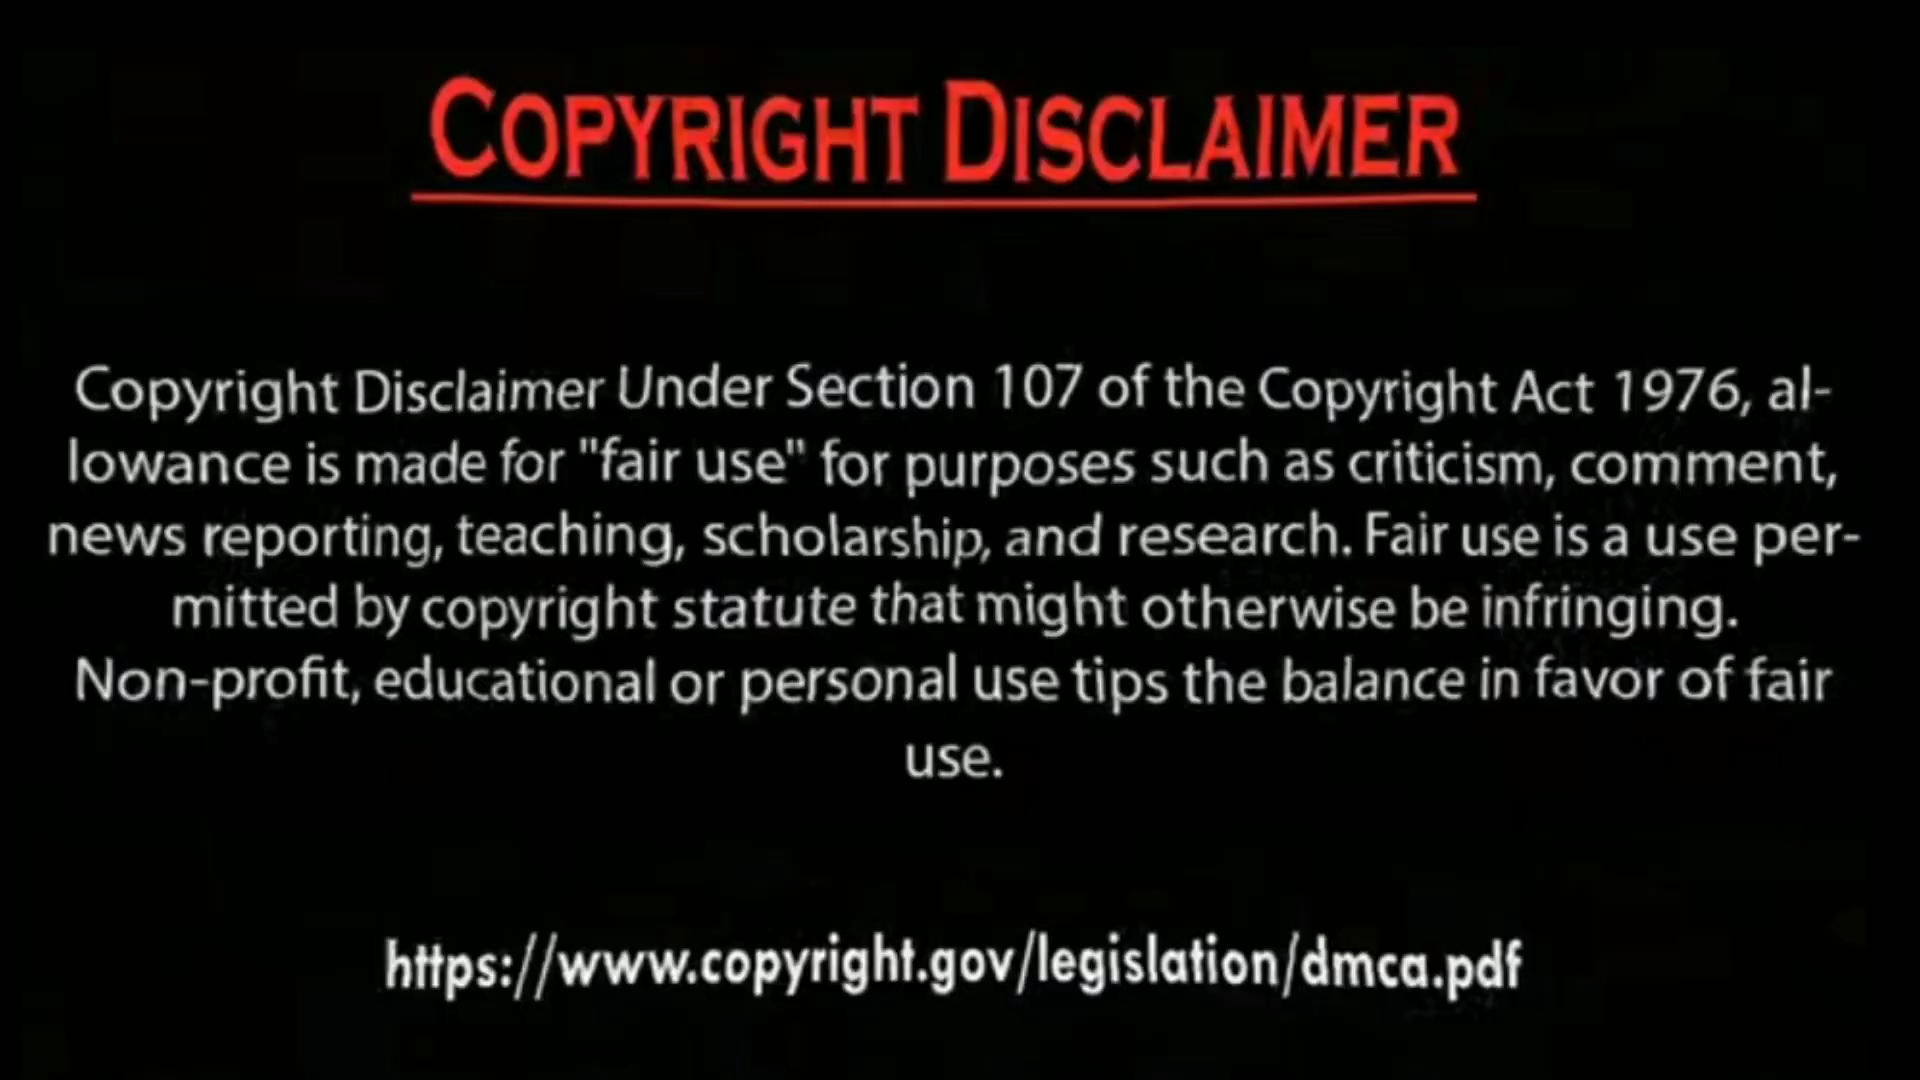 COPYRIGHT DISCLAIMER
Copyright Disclaimer Under Section 107 of the Copyright Act 1976, al-
lowance is made for "fair use" for purposes such as criticism, comment,
news reporting, teaching, scholarship, and research. Fair use is a use per-
mitted by copyright statute that might otherwise be infringing.
Non-profit, educational or personal use tips the balance in favor of fair
use.
https://www.copyright.gov/legislation/dmca.pdf